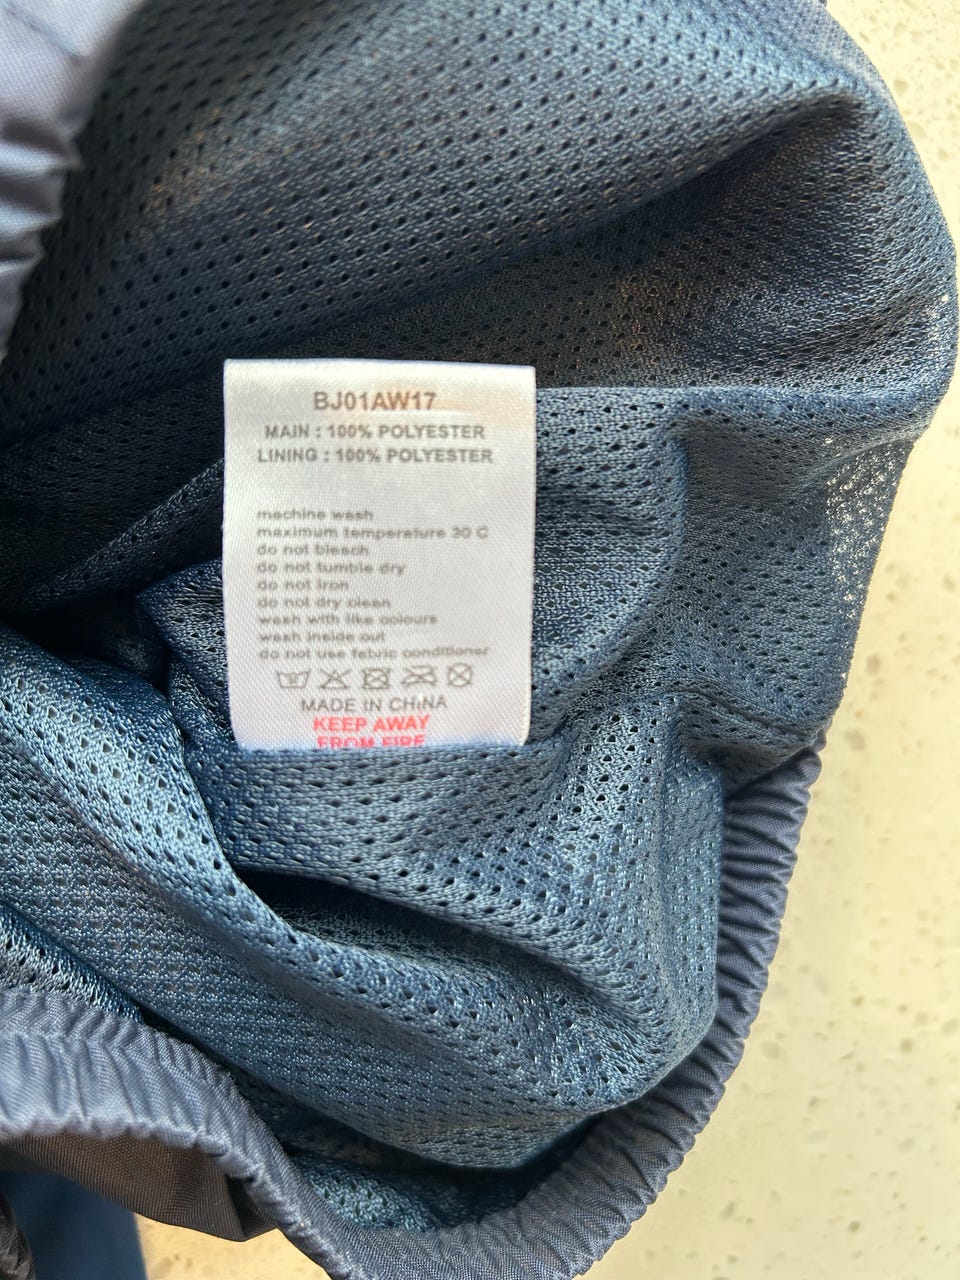 BJ01AW17
MAIN : 100% POLYESTER
LINING : 100% POLYESTER
machine wash
maximum temperature 30 C
do not bleach
do not tumble dry
do not iron
do not dry clean
wash with like colours
wash inside out
do not use fabric conditioner
MADE IN CHINA
KEEP AWAY
FROM FIRE